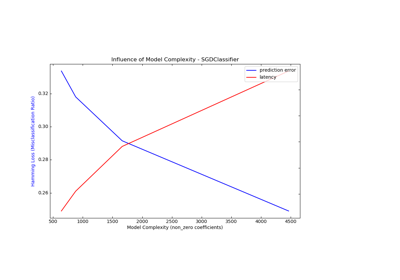 Influence of Model Complexity - SGDClassifier
prediction error
latency
0.32
0.30
0.28
0.26
Hamming Loss (Misclassification Ratio)
500 1000 1500 2000 2500 3000 3500 4000 4500
Model Complexity (non_zero coefficients)